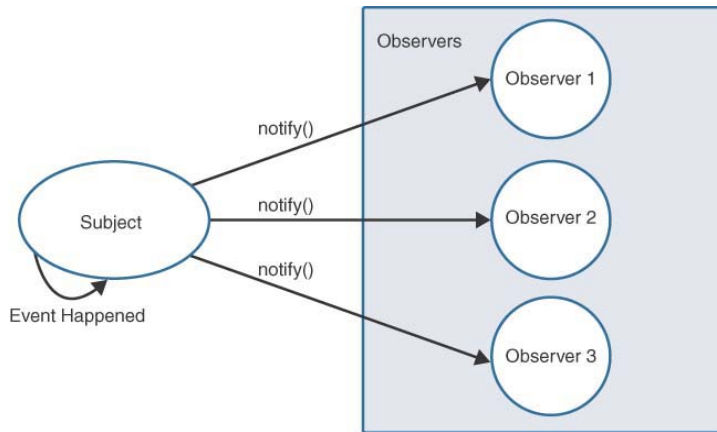 Observers
Observer 1
notify()
Subject
notify()
Observer 2
notify()
Event Happened
Observer 3